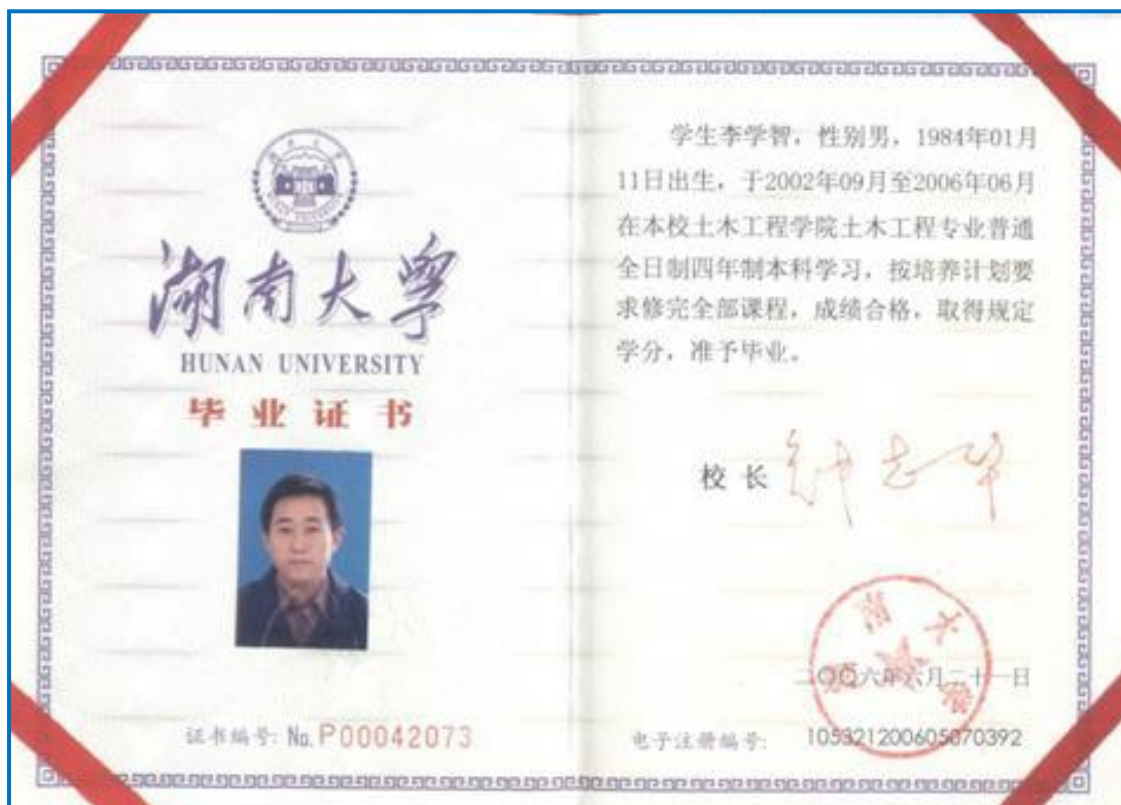 湖南大学
HUNAN UNIVERSITY
毕业证书
证书编号: No. P00042073
学生李学智，性别男，1984年01月
11日出生，于2002年09月至2006年06月
在本校土木工程学院土木工程专业普通
全日制四年制本科学习，按培养计划要
求修完全部课程，成绩合格，取得规定
学分，准予毕业。
校 长 钟志华
二〇〇六年六月二十一日
电子注册编号: 105321200605070392